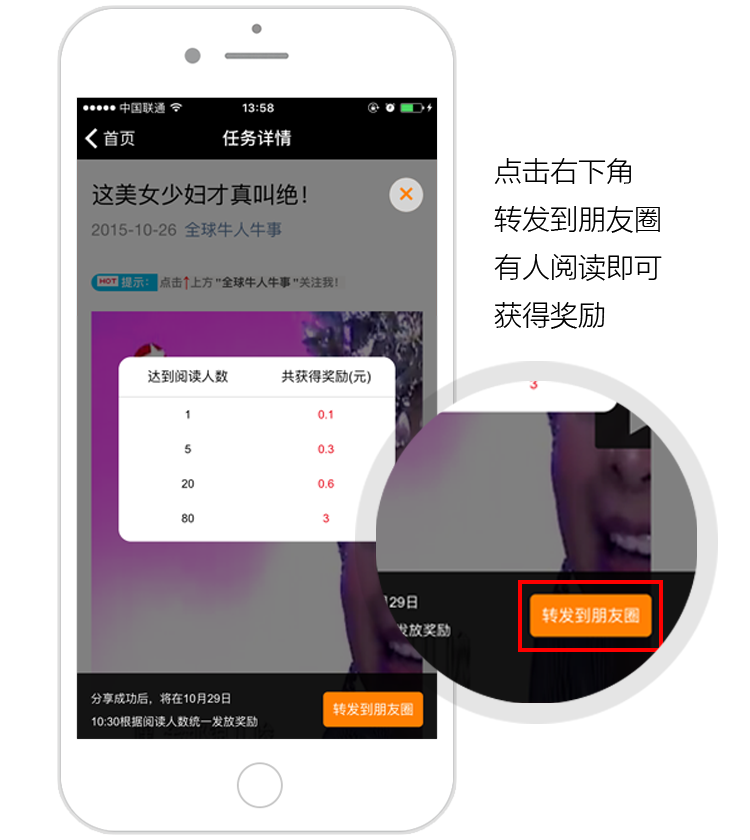 中国联通
13:58
首页
任务详情
这美女少妇才真叫绝!
2015-10-26 全球牛人牛事
HOT 提示: 点击↑上方"全球牛人牛事"关注我!
达到阅读人数 共获得奖励(元)
1 0.1
5 0.3
20 0.6
80 3
分享成功后，将在10月29日
10:30根据阅读人数统一发放奖励
转发到朋友圈
点击右下角
转发到朋友圈
有人阅读即可
获得奖励
3
月29日
发放奖励
转发到朋友圈